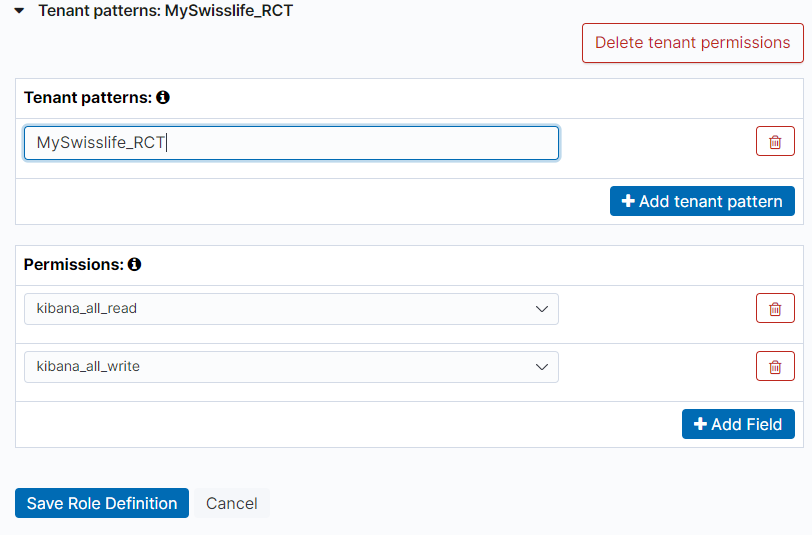 Tenant patterns: MySwisslife_RCT
Delete tenant permissions
Tenant patterns:
MySwisslife_RCT
Add tenant pattern
Permissions:
kibana_all_read
kibana_all_write
Add Field
Save Role Definition Cancel